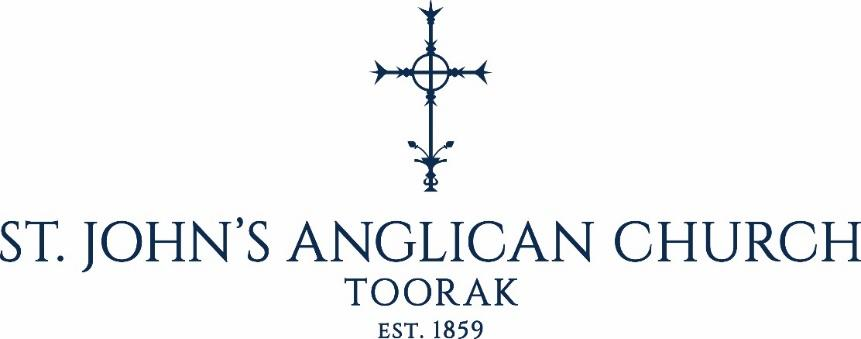 ST. JOHN’S ANGLICAN CHURCH
TOORAK
EST. 1859